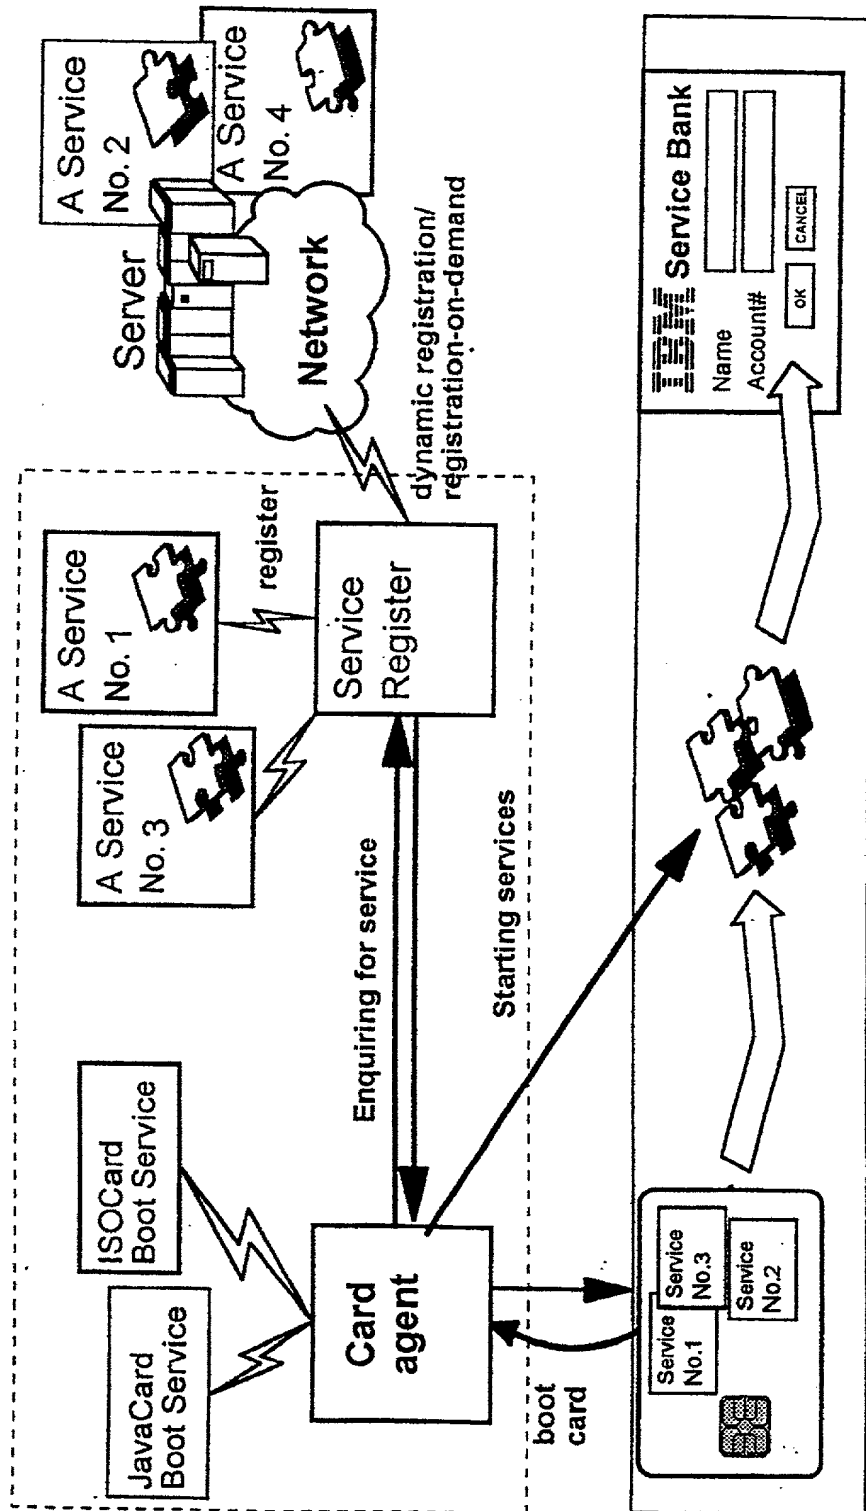 JavaCard
Boot Service
ISOCard
Boot Service
A Service
No. 3
A Service
No. 1
A Service
No. 2
A Service
No. 4
Server
Network
register
dynamic registration/
registration-on-demand
Service
Register
Enquiring for service
Starting services
Card
agent
boot
card
Service
No.1
Service
No.3
Service
No.2
IBM Service Bank
Name
Account#
OK
CANCEL